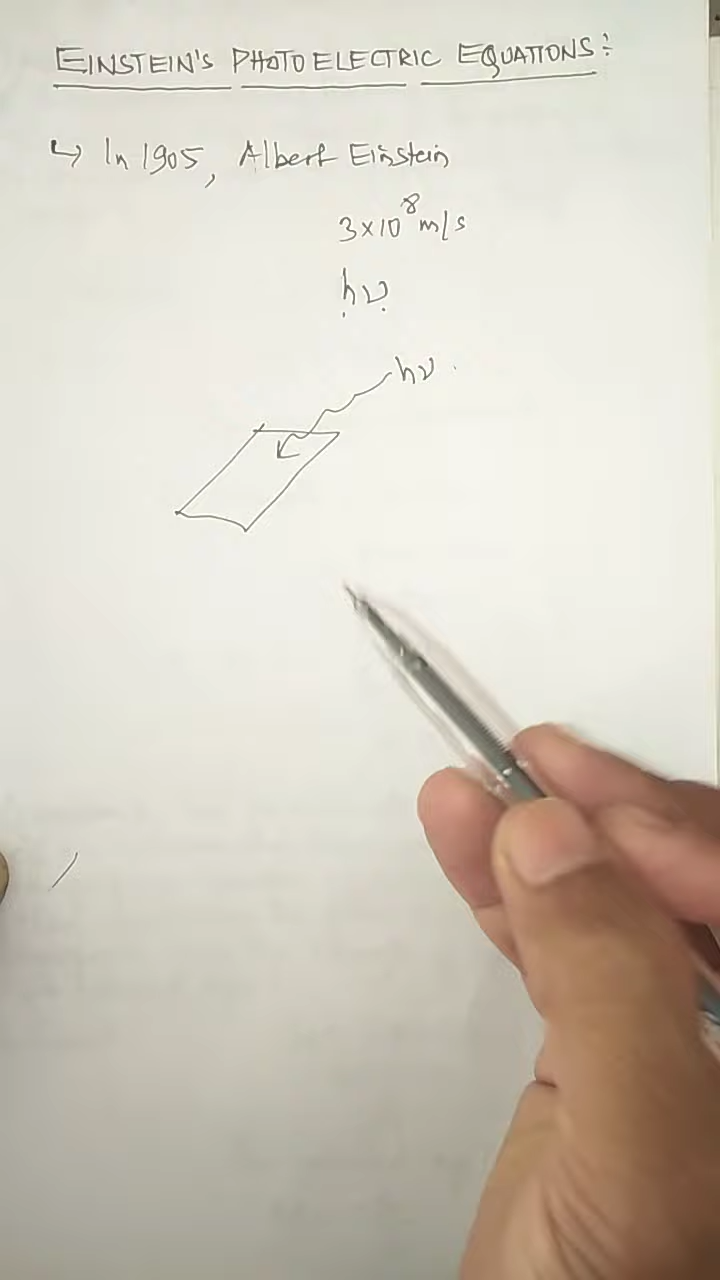 EINSTEIN'S PHOTOELECTRIC EQUATIONS:
↳ In 1905, Albert Einstein
3×10⁸ m/s
hν
hν.